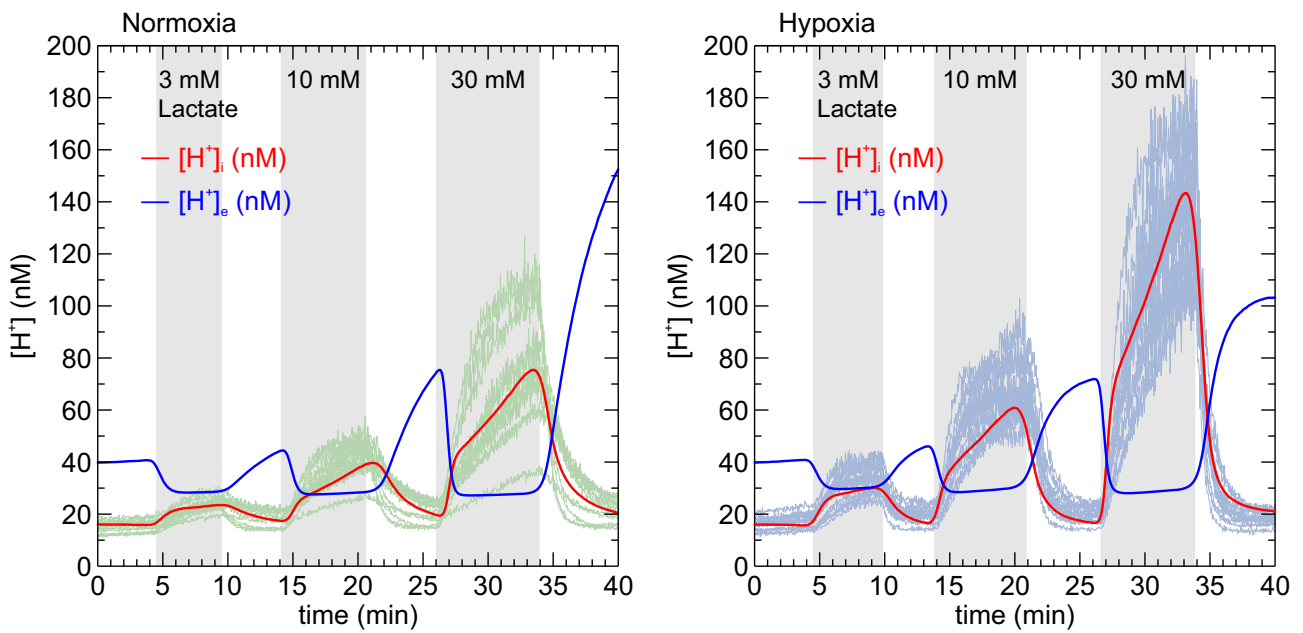 Normoxia
200
180
160
140
120
100
80
60
40
20
0
[H⁺] (nM)
3 mM
Lactate
10 mM
30 mM
[H⁺]ᵢ (nM)
[H⁺]ₑ (nM)
0 5 10 15 20 25 30 35 40
time (min)
Hypoxia
200
180
160
140
120
100
80
60
40
20
0
[H⁺] (nM)
3 mM
Lactate
10 mM
30 mM
[H⁺]ᵢ (nM)
[H⁺]ₑ (nM)
0 5 10 15 20 25 30 35 40
time (min)